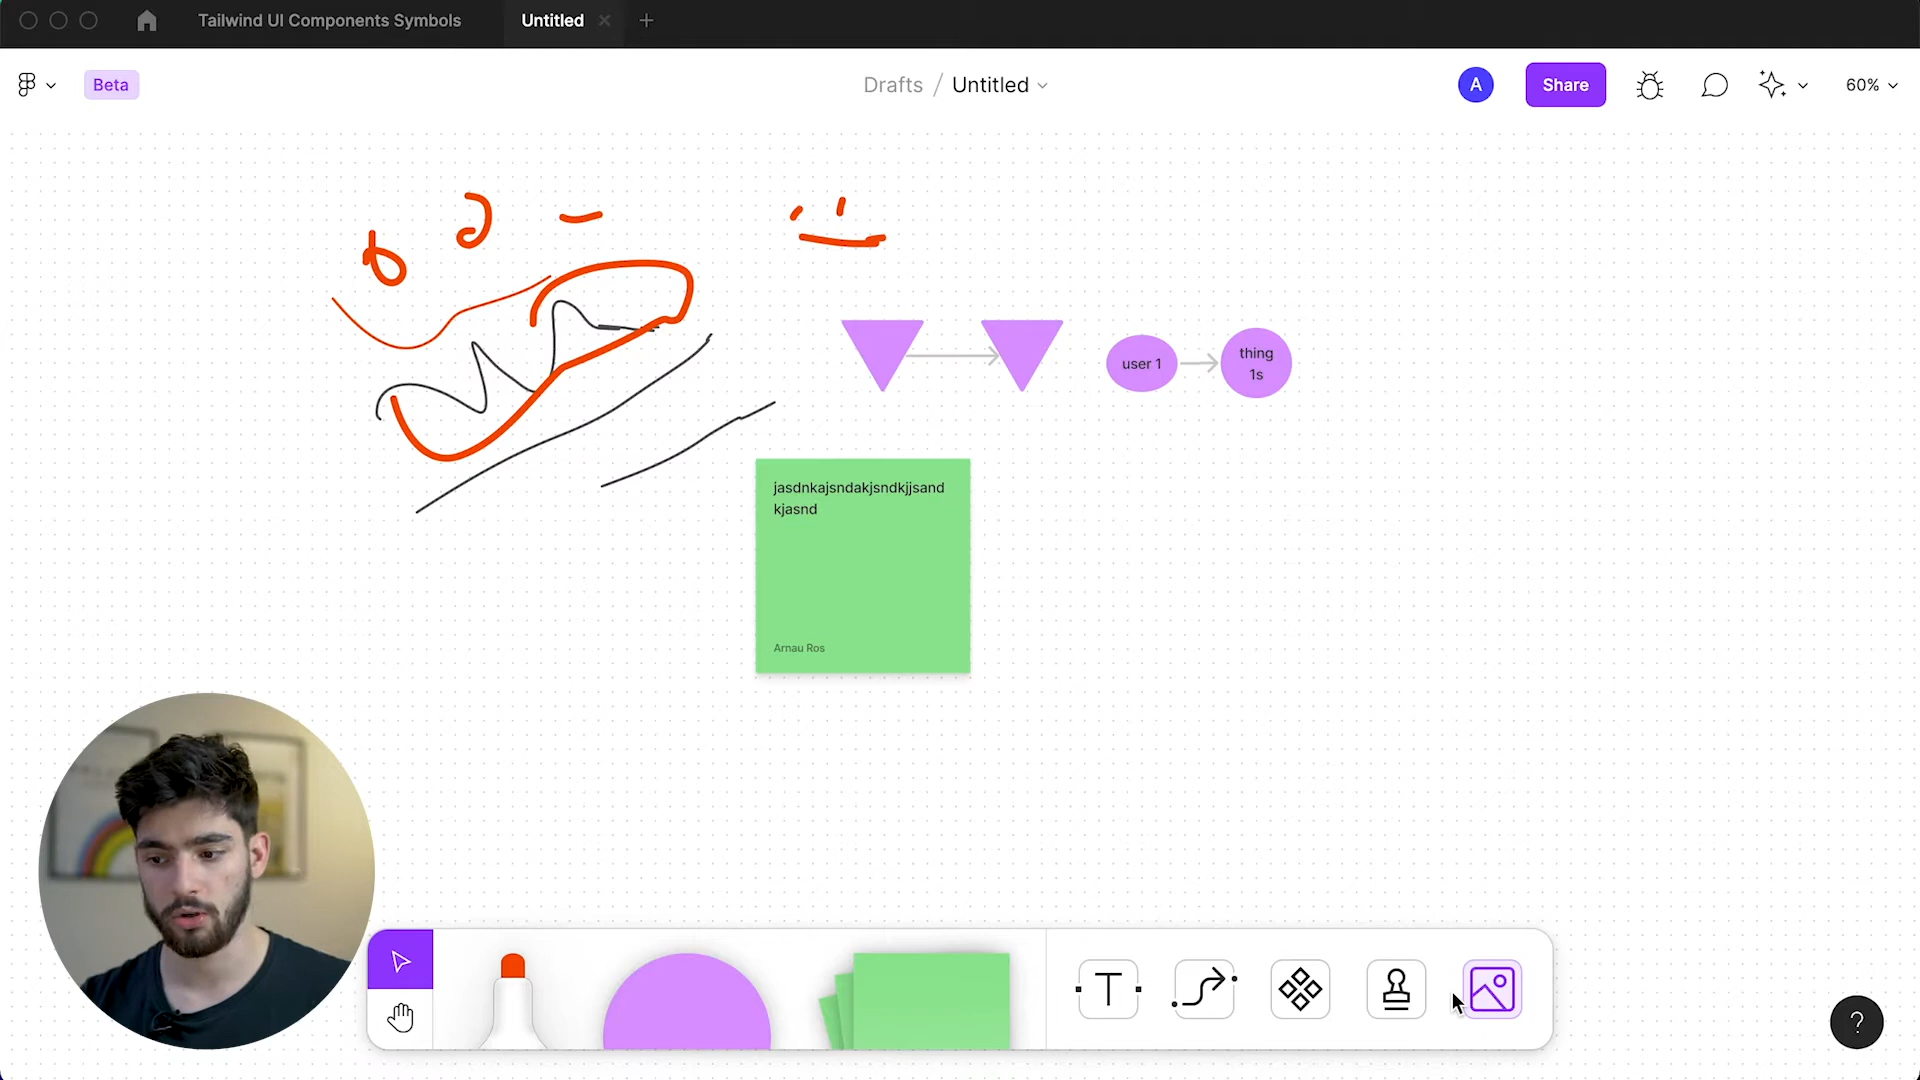 Tailwind UI Components Symbols
Untitled
Beta
Drafts / Untitled
A
Share
60%
user 1
thing
1s
jasdnkajsndakjsndkjjsand
kjasnd
Arnau Ros
T
?